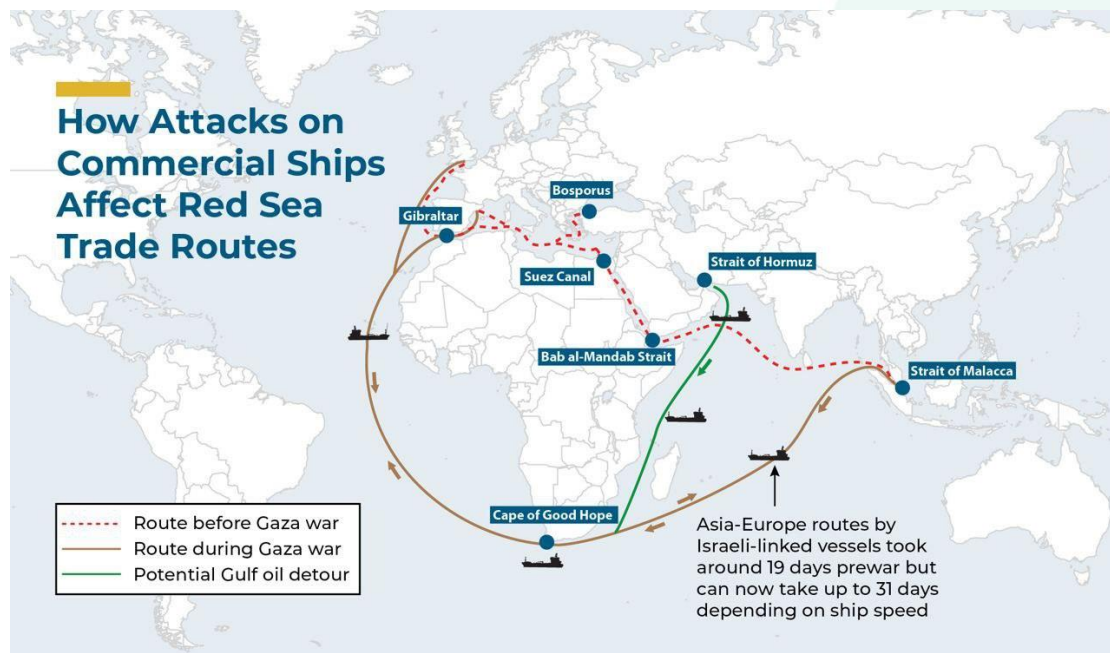 How Attacks on
Commercial Ships
Affect Red Sea
Trade Routes
Bosporus
Gibraltar
Suez Canal
Strait of Hormuz
Bab al-Mandab Strait
Strait of Malacca
Cape of Good Hope
Route before Gaza war
Route during Gaza war
Potential Gulf oil detour
Asia-Europe routes by
Israeli-linked vessels took
around 19 days prewar but
can now take up to 31 days
depending on ship speed